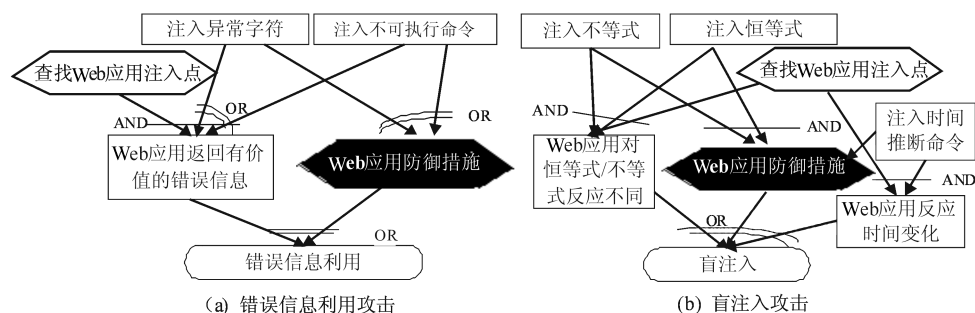 注入异常字符
注入不可执行命令
查找Web应用注入点
OR
AND
OR
Web应用返回有价
值的错误信息
Web应用防御措施
OR
错误信息利用
(a) 错误信息利用攻击
注入不等式
注入恒等式
查找Web应用注入点
AND
AND
注入时间
推断命令
Web应用对
恒等式/不等
式反应不同
Web应用防御措施
AND
OR
Web应用反应
时间变化
盲注入
(b) 盲注入攻击